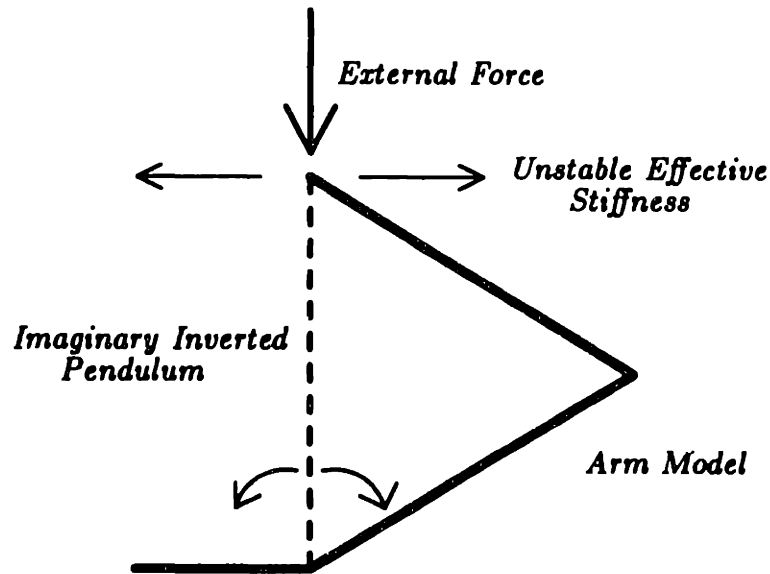 External Force
Unstable Effective
Stiffness
Imaginary Inverted
Pendulum
Arm Model